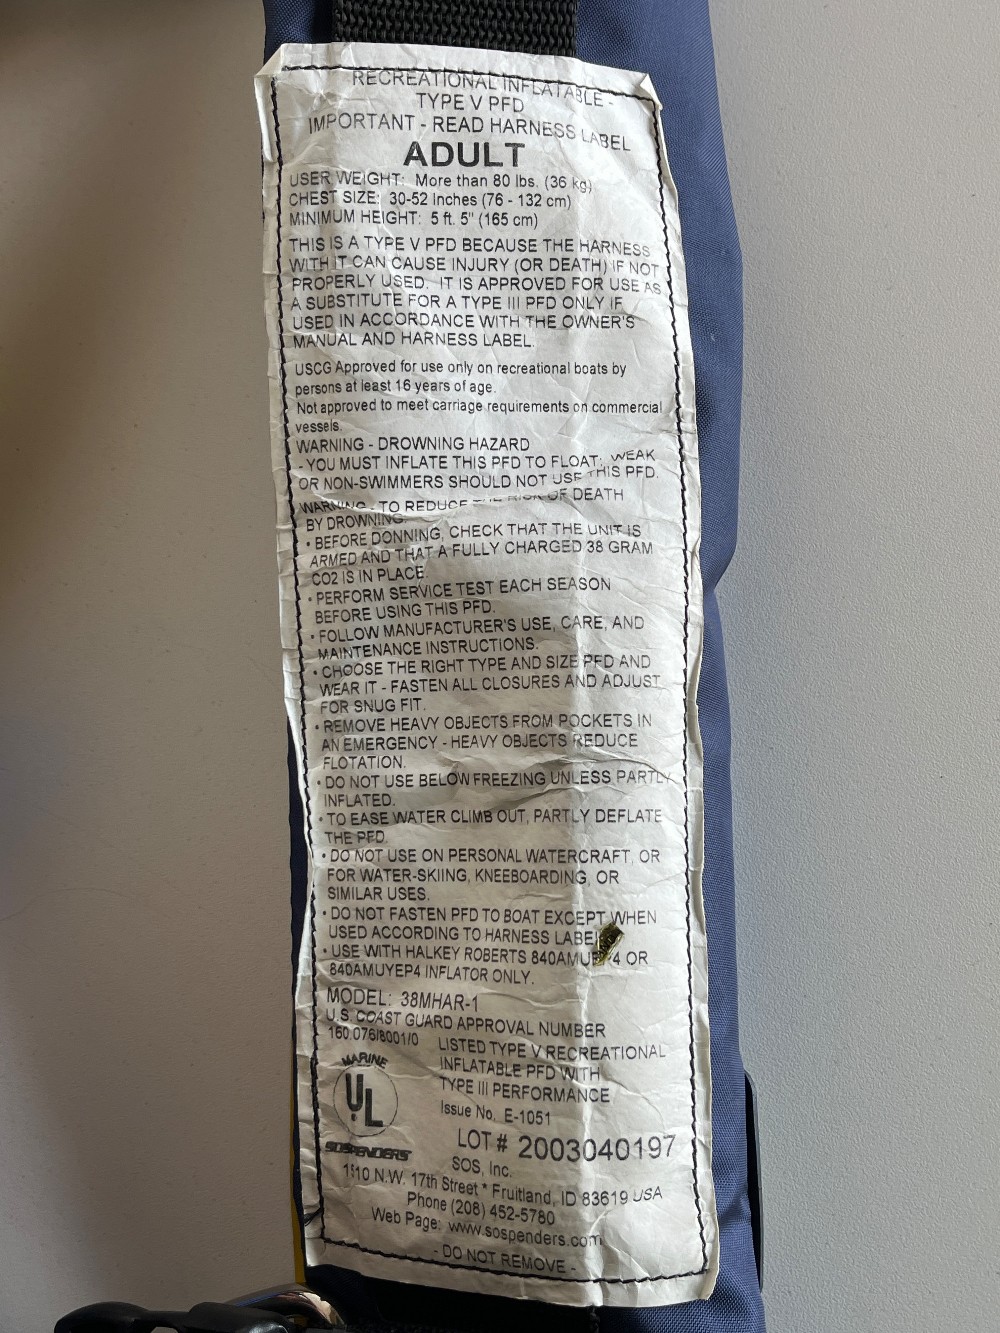 RECREATIONAL INFLATABLE -
TYPE V PFD
IMPORTANT - READ HARNESS LABEL
ADULT
USER WEIGHT: More than 80 lbs. (36 kg)
CHEST SIZE: 30-52 Inches (76 - 132 cm)
MINIMUM HEIGHT: 5 ft. 5" (165 cm)
THIS IS A TYPE V PFD BECAUSE THE HARNESS
WITH IT CAN CAUSE INJURY (OR DEATH) IF NOT
PROPERLY USED. IT IS APPROVED FOR USE AS
A SUBSTITUTE FOR A TYPE III PFD ONLY IF
USED IN ACCORDANCE WITH THE OWNER'S
MANUAL AND HARNESS LABEL.
USCG Approved for use only on recreational boats by
persons at least 16 years of age.
Not approved to meet carriage requirements on commercial
vessels.
WARNING - DROWNING HAZARD
- YOU MUST INFLATE THIS PFD TO FLOAT; WEAK
OR NON-SWIMMERS SHOULD NOT USE THIS PFD.
WARNING - TO REDUCE THE RISK OF DEATH
BY DROWNING:
• BEFORE DONNING, CHECK THAT THE UNIT IS
ARMED AND THAT A FULLY CHARGED 38 GRAM
CO2 IS IN PLACE.
• PERFORM SERVICE TEST EACH SEASON
BEFORE USING THIS PFD.
• FOLLOW MANUFACTURER'S USE, CARE, AND
MAINTENANCE INSTRUCTIONS.
• CHOOSE THE RIGHT TYPE AND SIZE PFD AND
WEAR IT - FASTEN ALL CLOSURES AND ADJUST
FOR SNUG FIT.
• REMOVE HEAVY OBJECTS FROM POCKETS IN
AN EMERGENCY - HEAVY OBJECTS REDUCE
FLOTATION.
• DO NOT USE BELOW FREEZING UNLESS PARTLY
INFLATED.
• TO EASE WATER CLIMB OUT, PARTLY DEFLATE
THE PFD.
• DO NOT USE ON PERSONAL WATERCRAFT, OR
FOR WATER-SKIING, KNEEBOARDING, OR
SIMILAR USES.
• DO NOT FASTEN PFD TO BOAT EXCEPT WHEN
USED ACCORDING TO HARNESS LABEL
• USE WITH HALKEY ROBERTS OR
840AMUYEP4 INFLATOR ONLY.
MODEL: 38MHAR-1
U.S. COAST GUARD APPROVAL NUMBER
160.076/8001/0
LISTED TYPE V RECREATIONAL
INFLATABLE PFD WITH
TYPE III PERFORMANCE
MARINE
UL
Issue No. E-1051
LOT # 2003040197
SOSPENDERS
SOS, Inc.
N.W. 17th Street * Fruitland, ID 83619 USA
Phone (208) 452-5780
Web Page: www.sospenders.com
- DO NOT REMOVE -